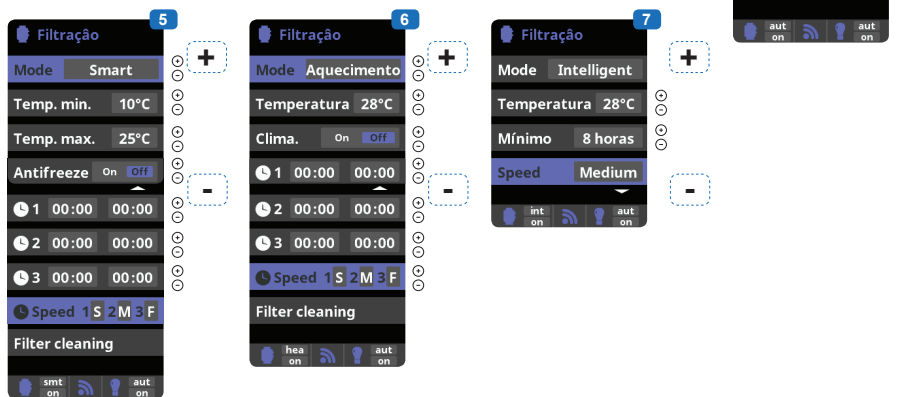 5
Filtraçâo
Mode Smart
Temp. min. 10°C
Temp. max. 25°C
Antifreeze On Off
1 00:00 00:00
2 00:00 00:00
3 00:00 00:00
Speed 1 S 2 M 3 F
Filter cleaning
smt on aut on
+
-
6
Filtraçâo
Mode Aquecimento
Temperatura 28°C
Clima. On Off
1 00:00 00:00
2 00:00 00:00
3 00:00 00:00
Speed 1 S 2 M 3 F
Filter cleaning
hea on aut on
+
-
7
Filtraçâo
Mode Intelligent
Temperatura 28°C
Mínimo 8 horas
Speed Medium
int on aut on
+
-
aut on aut on